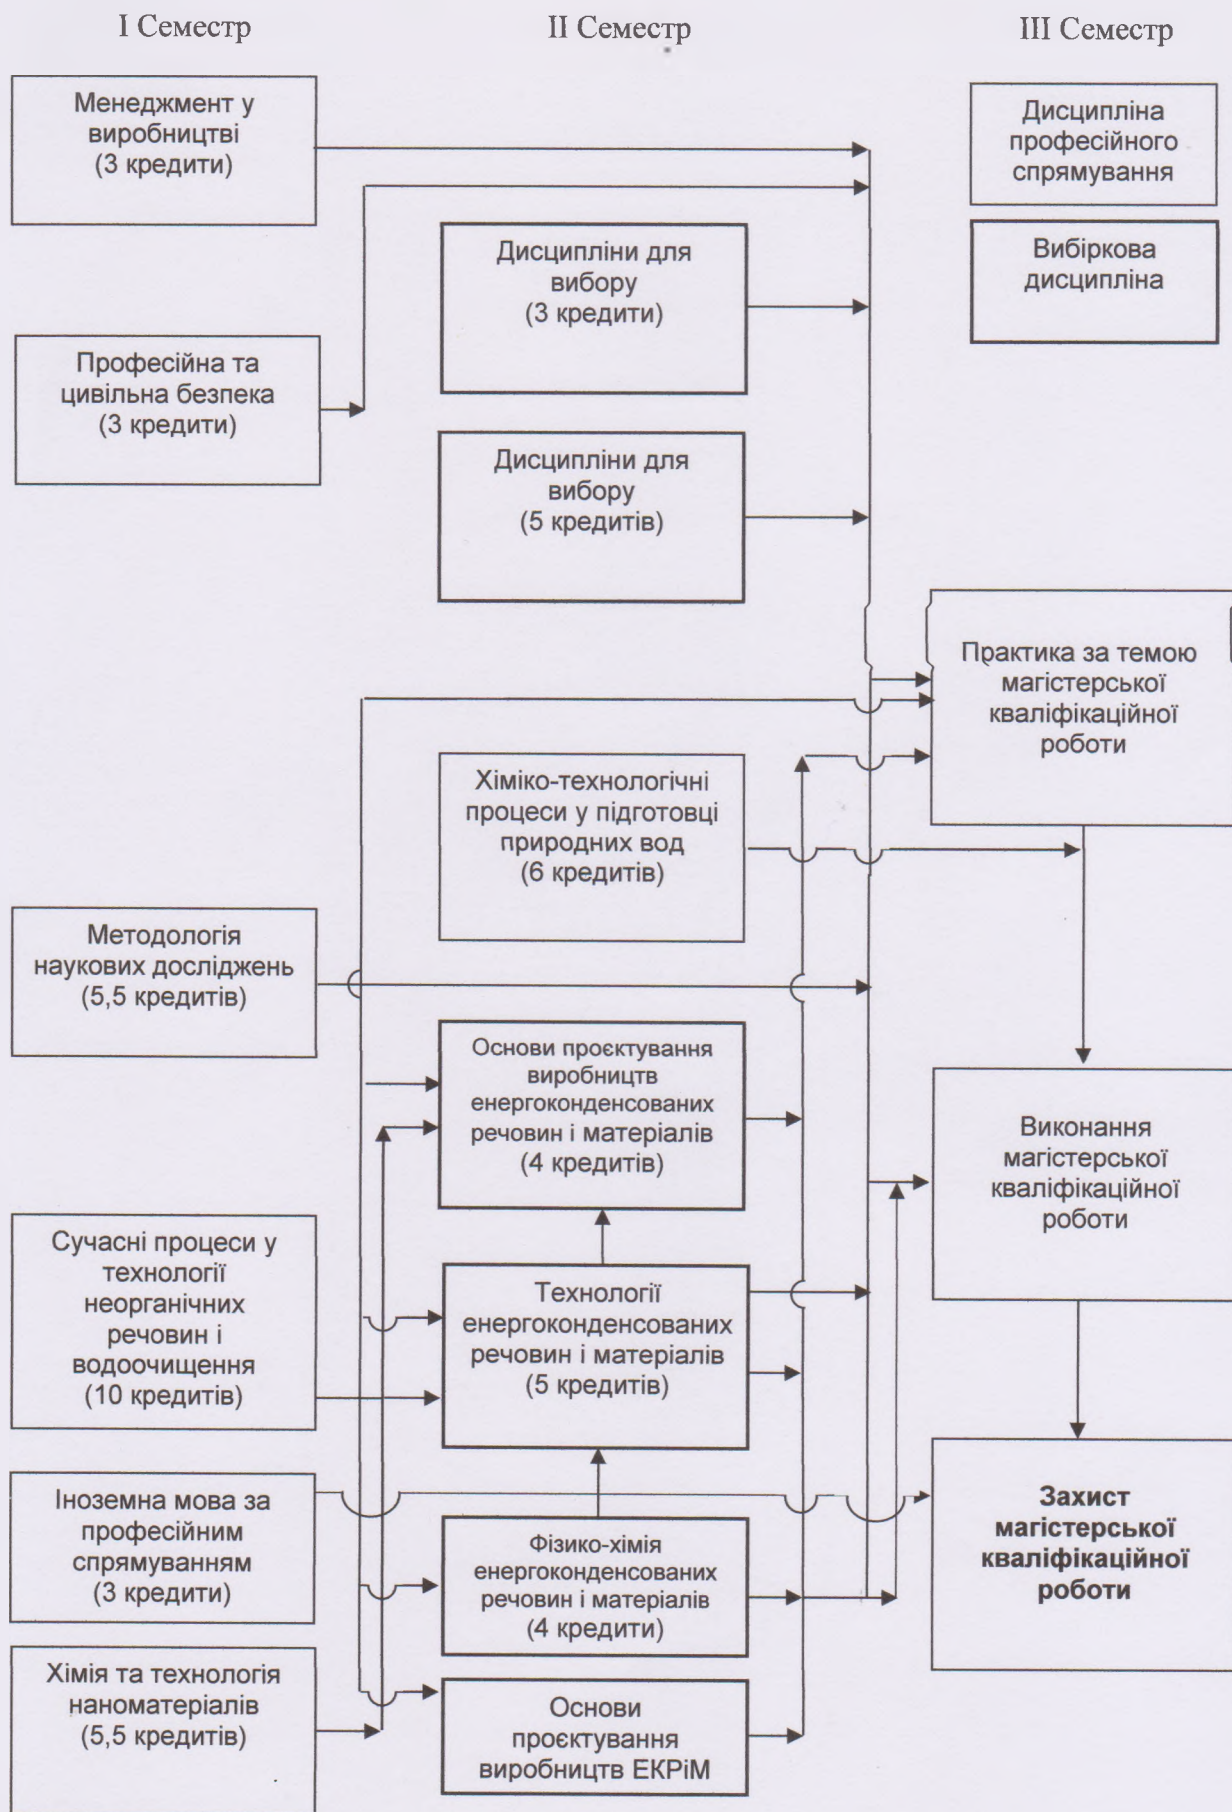 І Семестр
ІІ Семестр
ІІІ Семестр
Менеджмент у
виробництві
(3 кредити)
Професійна та
цивільна безпека
(3 кредити)
Методологія
наукових досліджень
(5,5 кредитів)
Сучасні процеси у
технології
неорганічних
речовин і
водоочищення
(10 кредитів)
Іноземна мова за
професійним
спрямуванням
(3 кредити)
Хімія та технологія
наноматеріалів
(5,5 кредитів)
Дисципліни для
вибору
(3 кредити)
Дисципліни для
вибору
(5 кредитів)
Хіміко-технологічні
процеси у підготовці
природних вод
(6 кредитів)
Основи проєктування
виробництв
енергоконденсованих
речовин і матеріалів
(4 кредитів)
Технології
енергоконденсованих
речовин і матеріалів
(5 кредитів)
Фізико-хімія
енергоконденсованих
речовин і матеріалів
(4 кредити)
Основи
проєктування
виробництв ЕКРіМ
Дисципліна
професійного
спрямування
Вибіркова
дисципліна
Практика за темою
магістерської
кваліфікаційної
роботи
Виконання
магістерської
кваліфікаційної
роботи
Захист
магістерської
кваліфікаційної
роботи